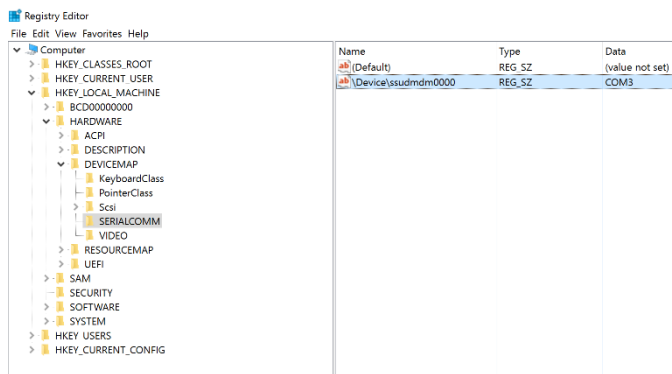 Registry Editor
File Edit View Favorites Help
Computer
HKEY_CLASSES_ROOT
HKEY_CURRENT_USER
HKEY_LOCAL_MACHINE
BCD00000000
HARDWARE
ACPI
DESCRIPTION
DEVICEMAP
KeyboardClass
PointerClass
Scsi
SERIALCOMM
VIDEO
RESOURCEMAP
UEFI
SAM
SECURITY
SOFTWARE
SYSTEM
HKEY_USERS
HKEY_CURRENT_CONFIG
Name Type Data
ab (Default) REG_SZ (value not set)
ab \Device\ssudmdm0000 REG_SZ COM3